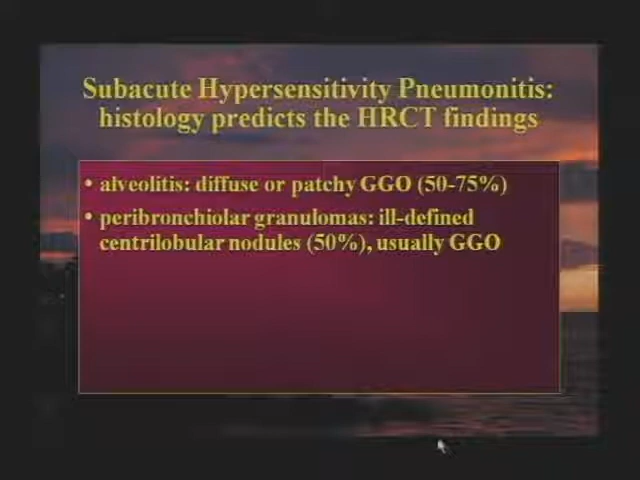 Subacute Hypersensitivity Pneumonitis:
histology predicts the HRCT findings
• alveolitis: diffuse or patchy GGO (50-75%)
• peribronchiolar granulomas: ill-defined
centrilobular nodules (50%), usually GGO